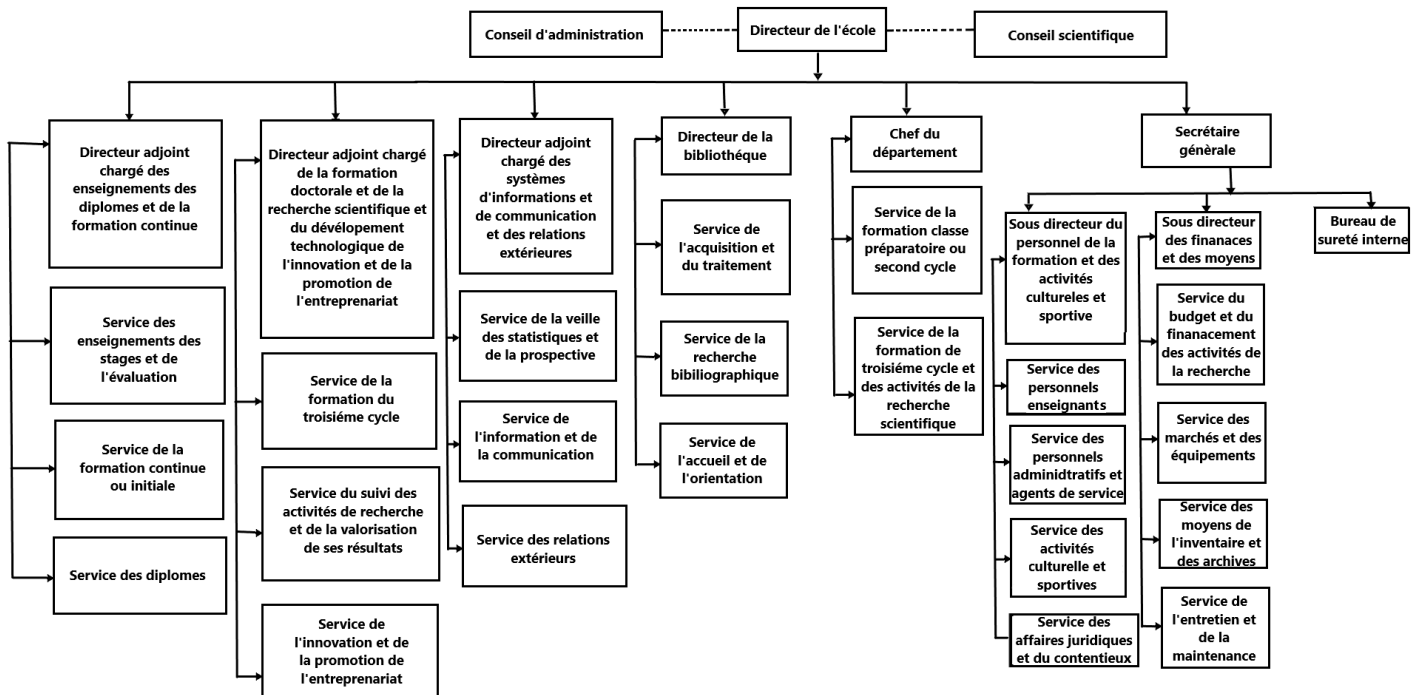 Conseil d'administration
Directeur de l'école
Conseil scientifique
Directeur adjoint
chargé des
enseignements des
diplomes et de la
formation continue
Service des
enseignements des
stages et de
l'évaluation
Service de la
formation continue
ou initiale
Service des diplomes
Directeur adjoint chargé
de la formation
doctorale et de la
recherche scientifique et
du dévélopement
technologique de
l'innovation et de la
promotion de
l'entreprenariat
Service de la
formation du
troisiéme cycle
Service du suivi des
activités de recherche
et de la valorisation
de ses résultats
Service de
l'innovation et de
la promotion de
l'entreprenariat
Directeur adjoint
chargé des
systèmes
d'informations et
de communication
et des relations
extérieures
Service de la veille
des statistiques et
de la prospective
Service de
l'information et de
la communication
Service des relations
extérieurs
Directeur de la
bibliothéque
Service de
l'acquisition et
du traitement
Service de la
recherche
bibiliographique
Service de
l'accueil et de
l'orientation
Chef du
département
Service de la
formation classe
préparatoire ou
second cycle
Service de la
formation de
troisiéme cycle et
des activités de la
recherche
scientifique
Secrétaire
gènèrale
Sous directeur du
personnel de la
formation et des
activités
cultureles et
sportive
Service des
personnels
enseignants
Service des
personnels
adminidtratifs et
agents de service
Service des
activités
culturelle et
sportives
Service des
affaires juridiques
et du contentieux
Sous directeur
des finanaces
et des moyens
Service du
budget et du
finanacement
des activités de
la recherche
Service des
marchés et des
équipements
Service des
moyens de
l'inventaire et
des archives
Service de
l'entretien et
de la
maintenance
Bureau de
sureté interne